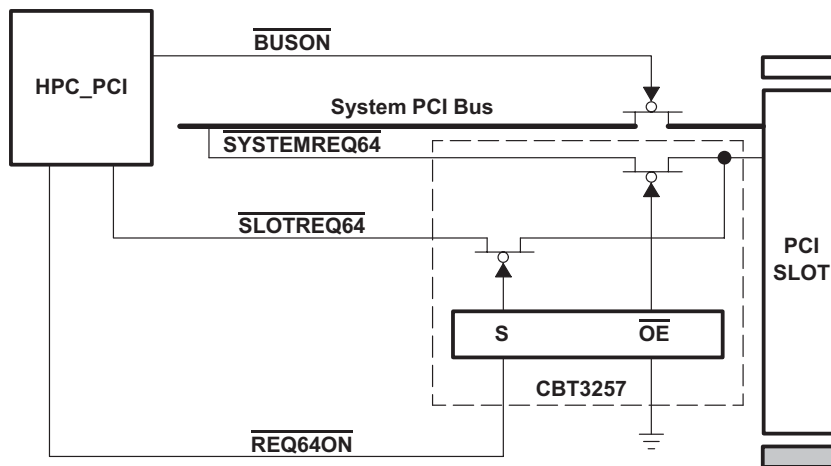 BUSON
HPC_PCI
System PCI Bus
SYSTEMREQ64
SLOTREQ64
PCI
SLOT
S
OE
CBT3257
REQ64ON